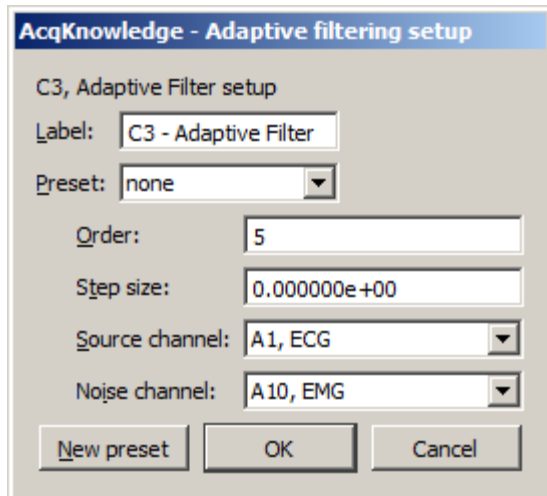 AcqKnowledge - Adaptive filtering setup
C3, Adaptive Filter setup
Label: C3 - Adaptive Filter
Preset: none
Order: 5
Step size: 0.000000e+00
Source channel: A1, ECG
Noise channel: A10, EMG
New preset OK Cancel